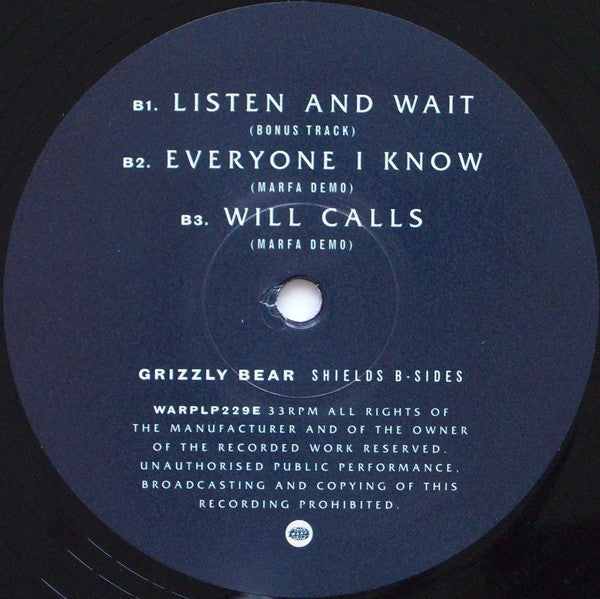 B1. LISTEN AND WAIT
(BONUS TRACK)
B2. EVERYONE I KNOW
(MARFA DEMO)
B3. WILL CALLS
(MARFA DEMO)
GRIZZLY BEAR SHIELDS B-SIDES
WARPLP229E 33RPM ALL RIGHTS OF
THE MANUFACTURER AND OF THE OWNER
OF THE RECORDED WORK RESERVED.
UNAUTHORISED PUBLIC PERFORMANCE,
BROADCASTING AND COPYING OF THIS
RECORDING PROHIBITED.